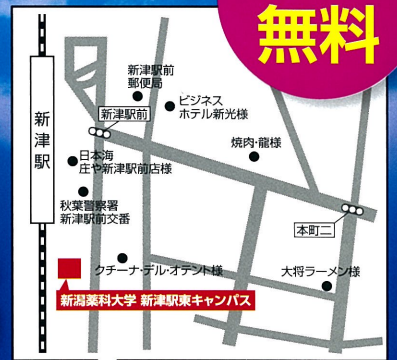 無料
新津駅前
郵便局
ビジネス
ホテル新光様
新津駅前
新津駅
焼肉・龍様
日本海
庄や新津駅前店様
秋葉警察署
新津駅前交番
本町二
クチーナ・デル・オテント様
大将ラーメン様
新潟薬科大学 新津駅東キャンパス